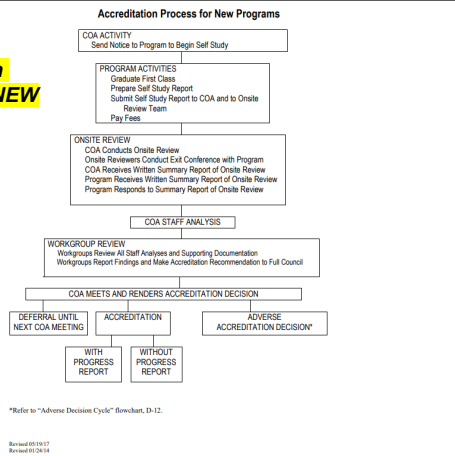 Accreditation Process for New Programs
COA ACTIVITY
Send Notice to Program to Begin Self Study
NEW
PROGRAM ACTIVITIES
Graduate First Class
Prepare Self Study Report
Submit Self Study Report to COA and to Onsite
Review Team
Pay Fees
ONSITE REVIEW
COA Conducts Onsite Review
Onsite Reviewers Conduct Exit Conference with Program
COA Receives Written Summary Report of Onsite Review
Program Receives Written Summary Report of Onsite Review
Program Responds to Summary Report of Onsite Review
COA STAFF ANALYSIS
WORKGROUP REVIEW
Workgroups Review All Staff Analyses and Supporting Documentation
Workgroups Report Findings and Make Accreditation Recommendation to Full Council
COA MEETS AND RENDERS ACCREDITATION DECISION
DEFERRAL UNTIL
NEXT COA MEETING
ACCREDITATION
ADVERSE
ACCREDITATION DECISION*
WITH
PROGRESS
REPORT
WITHOUT
PROGRESS
REPORT
*Refer to “Adverse Decision Cycle” flowchart, D-12.
Revised 05/19/17
Revised 01/24/14